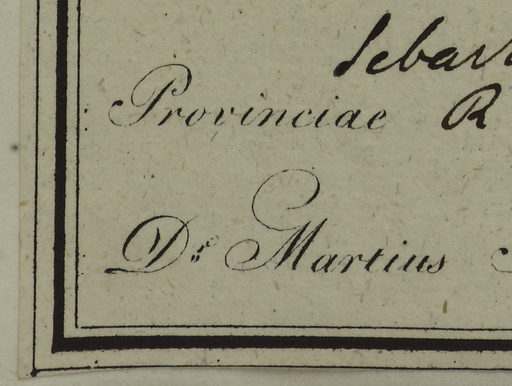 Sebast
Provinciae R
Dr. Martius